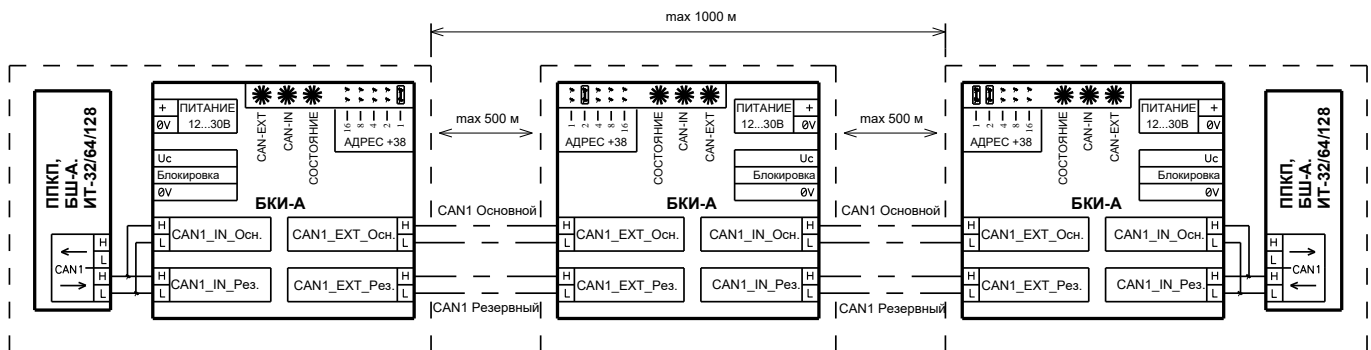 max 1000 м
ППКП,
БШ-А.
ИТ-32/64/128
H
L
CAN1
H
L
+
ПИТАНИЕ
0V
12...30В
CAN-EXT
CAN-IN
СОСТОЯНИЕ
16
8
4
2
1
АДРЕС +38
Uc
Блокировка
0V
БКИ-А
H
CAN1_IN_Осн.
L
CAN1_EXT_Осн.
H
L
H
CAN1_IN_Рез.
L
CAN1_EXT_Рез.
H
L
max 500 м
CAN1 Основной
CAN1 Резервный
1
2
4
8
16
АДРЕС +38
СОСТОЯНИЕ
CAN-IN
CAN-EXT
ПИТАНИЕ
+
12...30В
0V
Uc
Блокировка
0V
БКИ-А
H
L
CAN1_EXT_Осн.
CAN1_IN_Осн.
H
L
H
L
CAN1_EXT_Рез.
CAN1_IN_Рез.
H
L
max 500 м
CAN1 Основной
CAN1 Резервный
1
2
4
8
16
АДРЕС +38
СОСТОЯНИЕ
CAN-IN
CAN-EXT
ПИТАНИЕ
+
12...30В
0V
Uc
Блокировка
0V
БКИ-А
H
L
CAN1_EXT_Осн.
CAN1_IN_Осн.
H
L
H
L
CAN1_EXT_Рез.
CAN1_IN_Рез.
H
L
ППКП,
БШ-А.
ИТ-32/64/128
H
L
CAN1
H
L